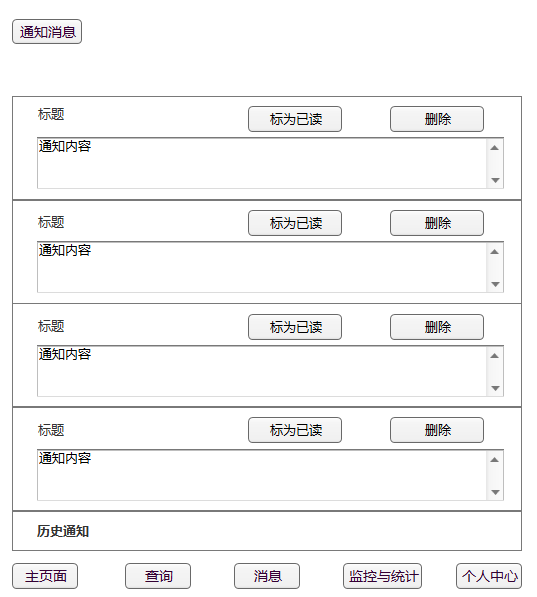 通知消息
标题 标为已读 删除
通知内容
标题 标为已读 删除
通知内容
标题 标为已读 删除
通知内容
标题 标为已读 删除
通知内容
历史通知
主页面 查询 消息 监控与统计 个人中心